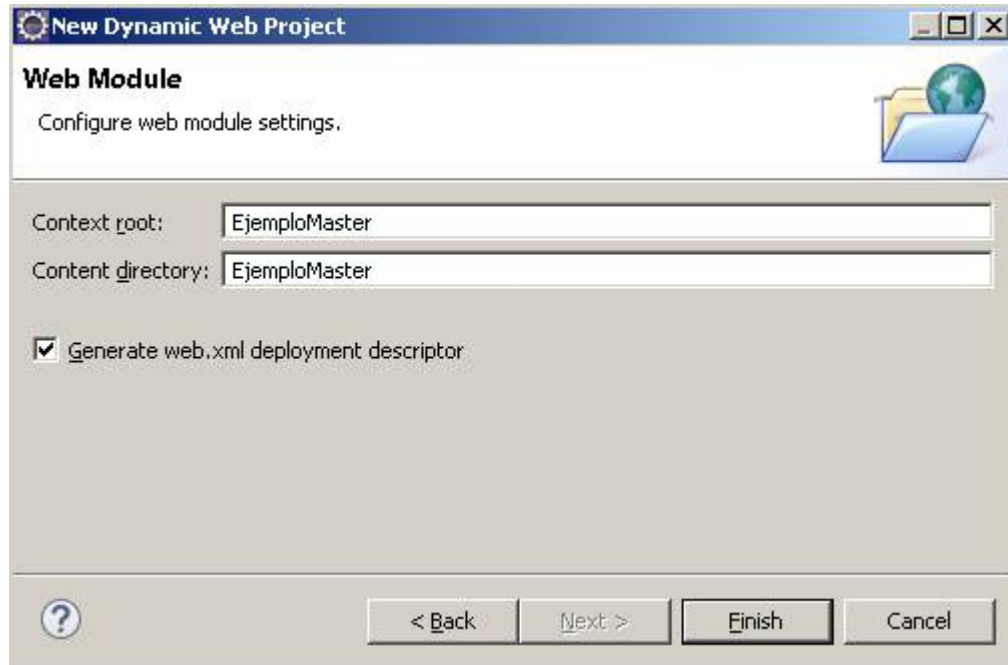 New Dynamic Web Project
Web Module
Configure web module settings.
Context root: EjemploMaster
Content directory: EjemploMaster
Generate web.xml deployment descriptor
? < Back Next > Finish Cancel